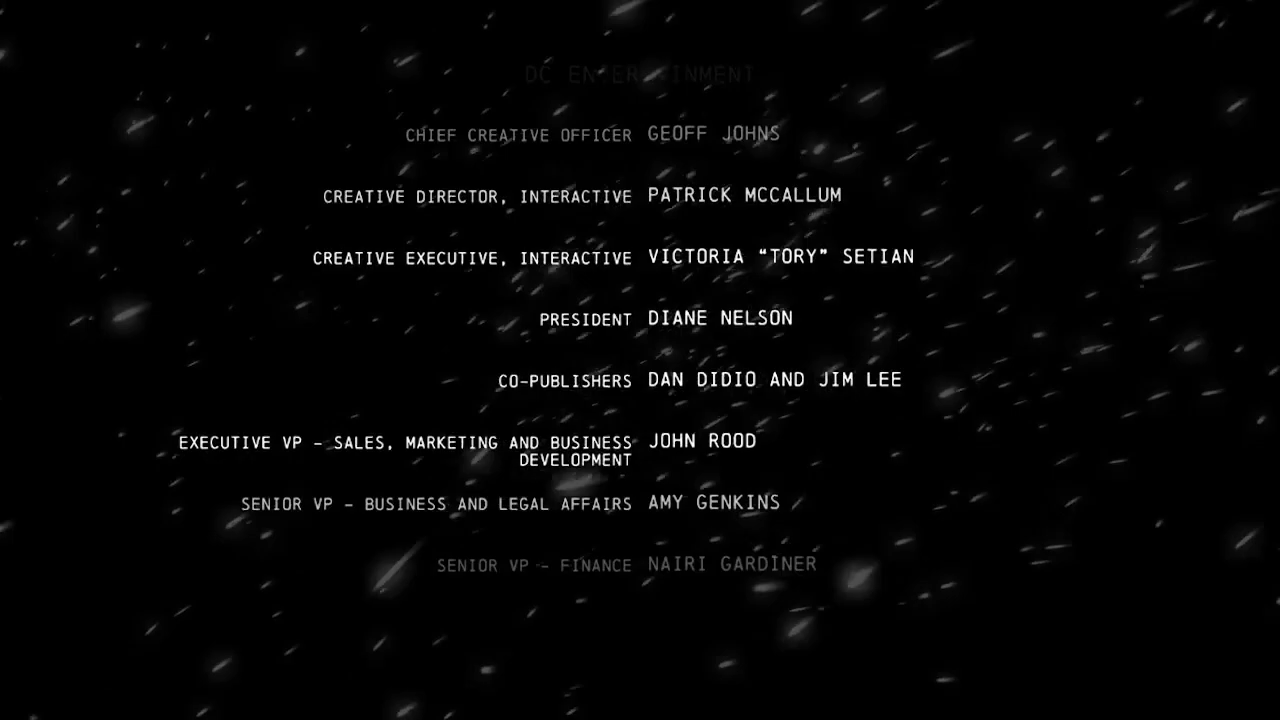 DC ENTERTAINMENT
CHIEF CREATIVE OFFICER GEOFF JOHNS
CREATIVE DIRECTOR, INTERACTIVE PATRICK MCCALLUM
CREATIVE EXECUTIVE, INTERACTIVE VICTORIA “TORY” SETIAN
PRESIDENT DIANE NELSON
CO-PUBLISHERS DAN DIDIO AND JIM LEE
EXECUTIVE VP - SALES, MARKETING AND BUSINESS JOHN ROOD
DEVELOPMENT
SENIOR VP - BUSINESS AND LEGAL AFFAIRS AMY GENKINS
SENIOR VP - FINANCE NAIRI GARDINER